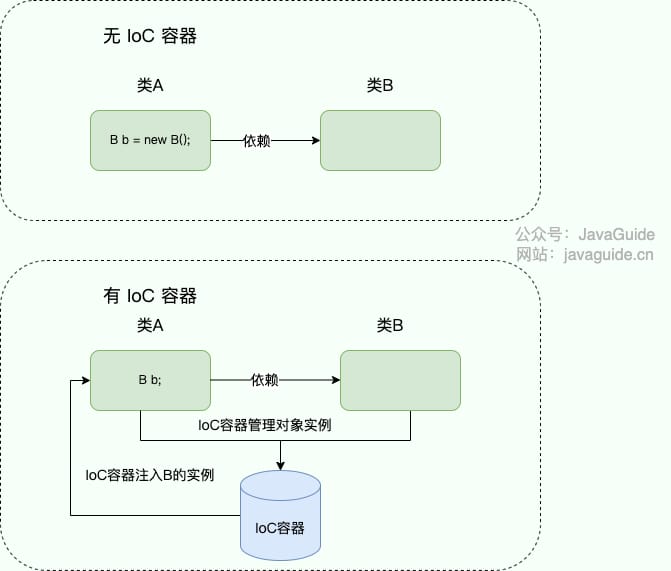 无 IoC 容器
类A
类B
B b = new B();
依赖
公众号：JavaGuide
网站：javaguide.cn
有 IoC 容器
类A
类B
B b;
依赖
IoC容器管理对象实例
IoC容器注入B的实例
IoC容器